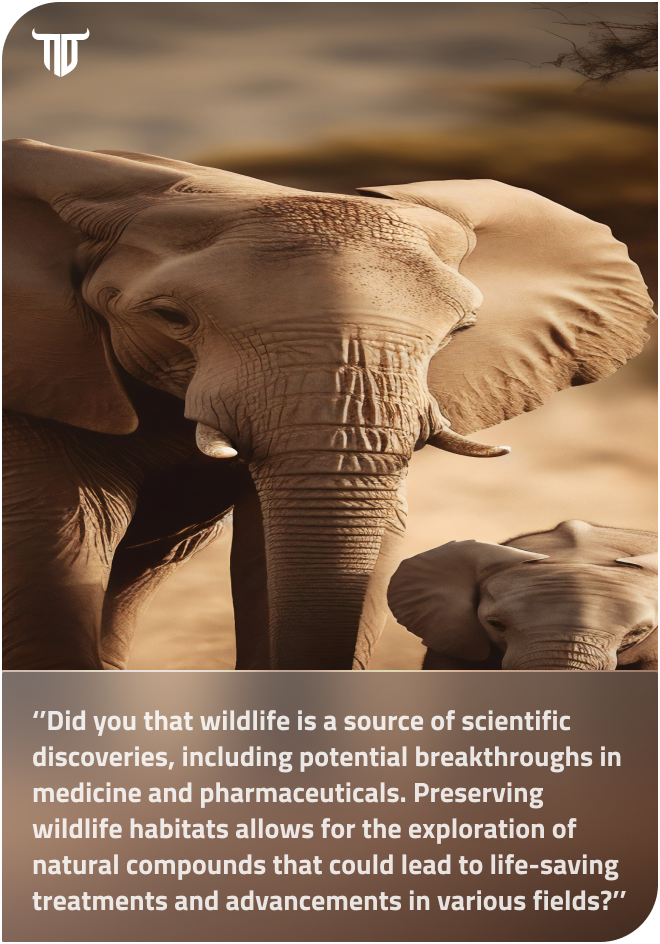 ‘’Did you that wildlife is a source of scientific
discoveries, including potential breakthroughs in
medicine and pharmaceuticals. Preserving
wildlife habitats allows for the exploration of
natural compounds that could lead to life-saving
treatments and advancements in various fields?’’